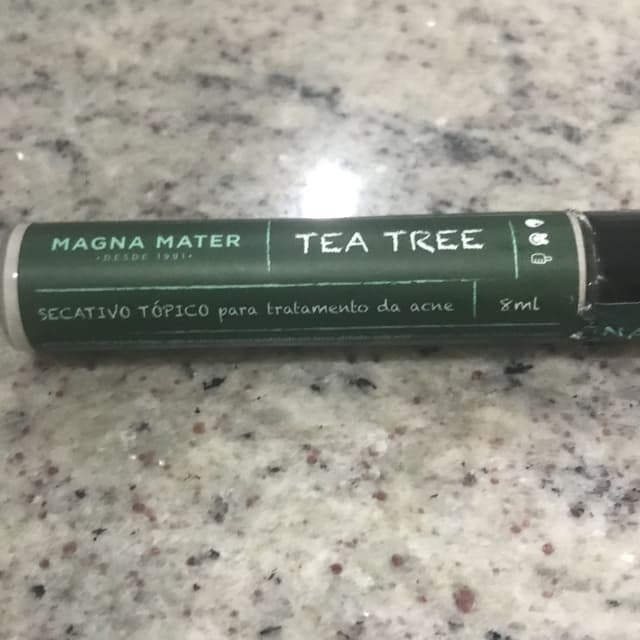 MAGNA MATER
•DESDE 1991•
TEA TREE
SECATIVO TÓPICO para tratamento da acne
8ml